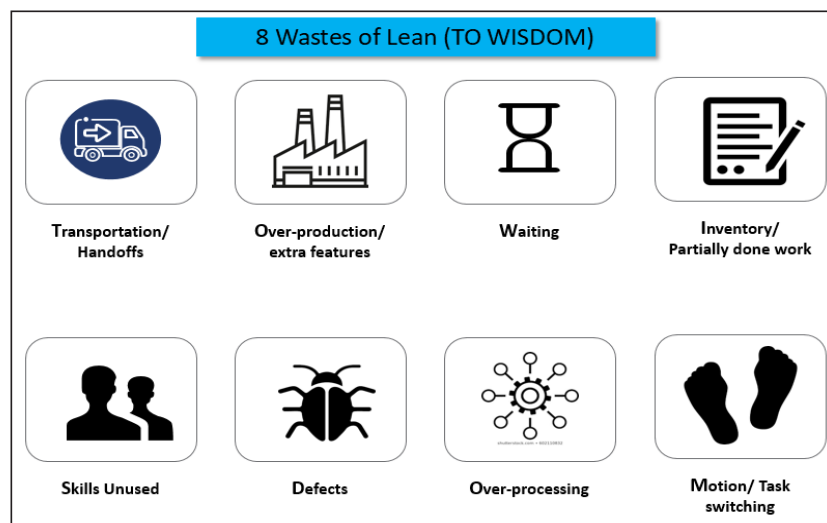 8 Wastes of Lean (TO WISDOM)
Transportation/
Handoffs
Over-production/
extra features
Waiting
Inventory/
Partially done work
Skills Unused
Defects
Over-processing
Motion/ Task
switching